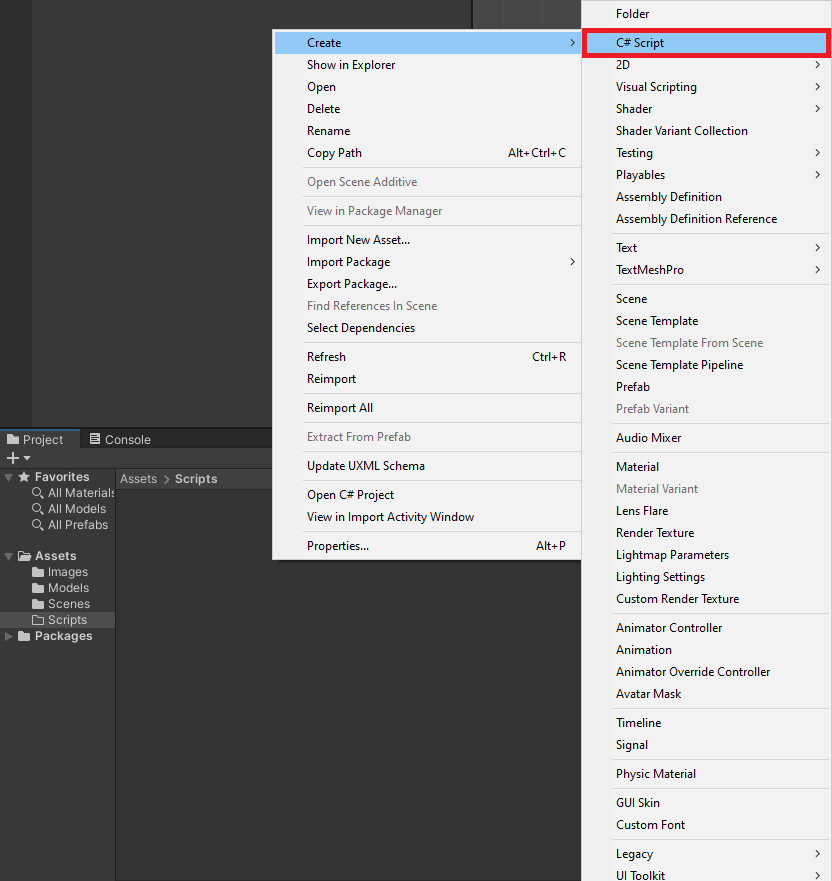 Create
Show in Explorer
Open
Delete
Rename
Copy Path Alt+Ctrl+C
Open Scene Additive
View in Package Manager
Import New Asset...
Import Package
Export Package...
Find References In Scene
Select Dependencies
Refresh Ctrl+R
Reimport
Reimport All
Extract From Prefab
Update UXML Schema
Open C# Project
View in Import Activity Window
Properties... Alt+P
Folder
C# Script
2D
Visual Scripting
Shader
Shader Variant Collection
Testing
Playables
Assembly Definition
Assembly Definition Reference
Text
TextMeshPro
Scene
Scene Template
Scene Template From Scene
Scene Template Pipeline
Prefab
Prefab Variant
Audio Mixer
Material
Material Variant
Lens Flare
Render Texture
Lightmap Parameters
Lighting Settings
Custom Render Texture
Animator Controller
Animation
Animator Override Controller
Avatar Mask
Timeline
Signal
Physic Material
GUI Skin
Custom Font
Legacy
UI Toolkit
Project Console
Favorites
All Materials
All Models
All Prefabs
Assets
Images
Models
Scenes
Scripts
Packages
Assets > Scripts